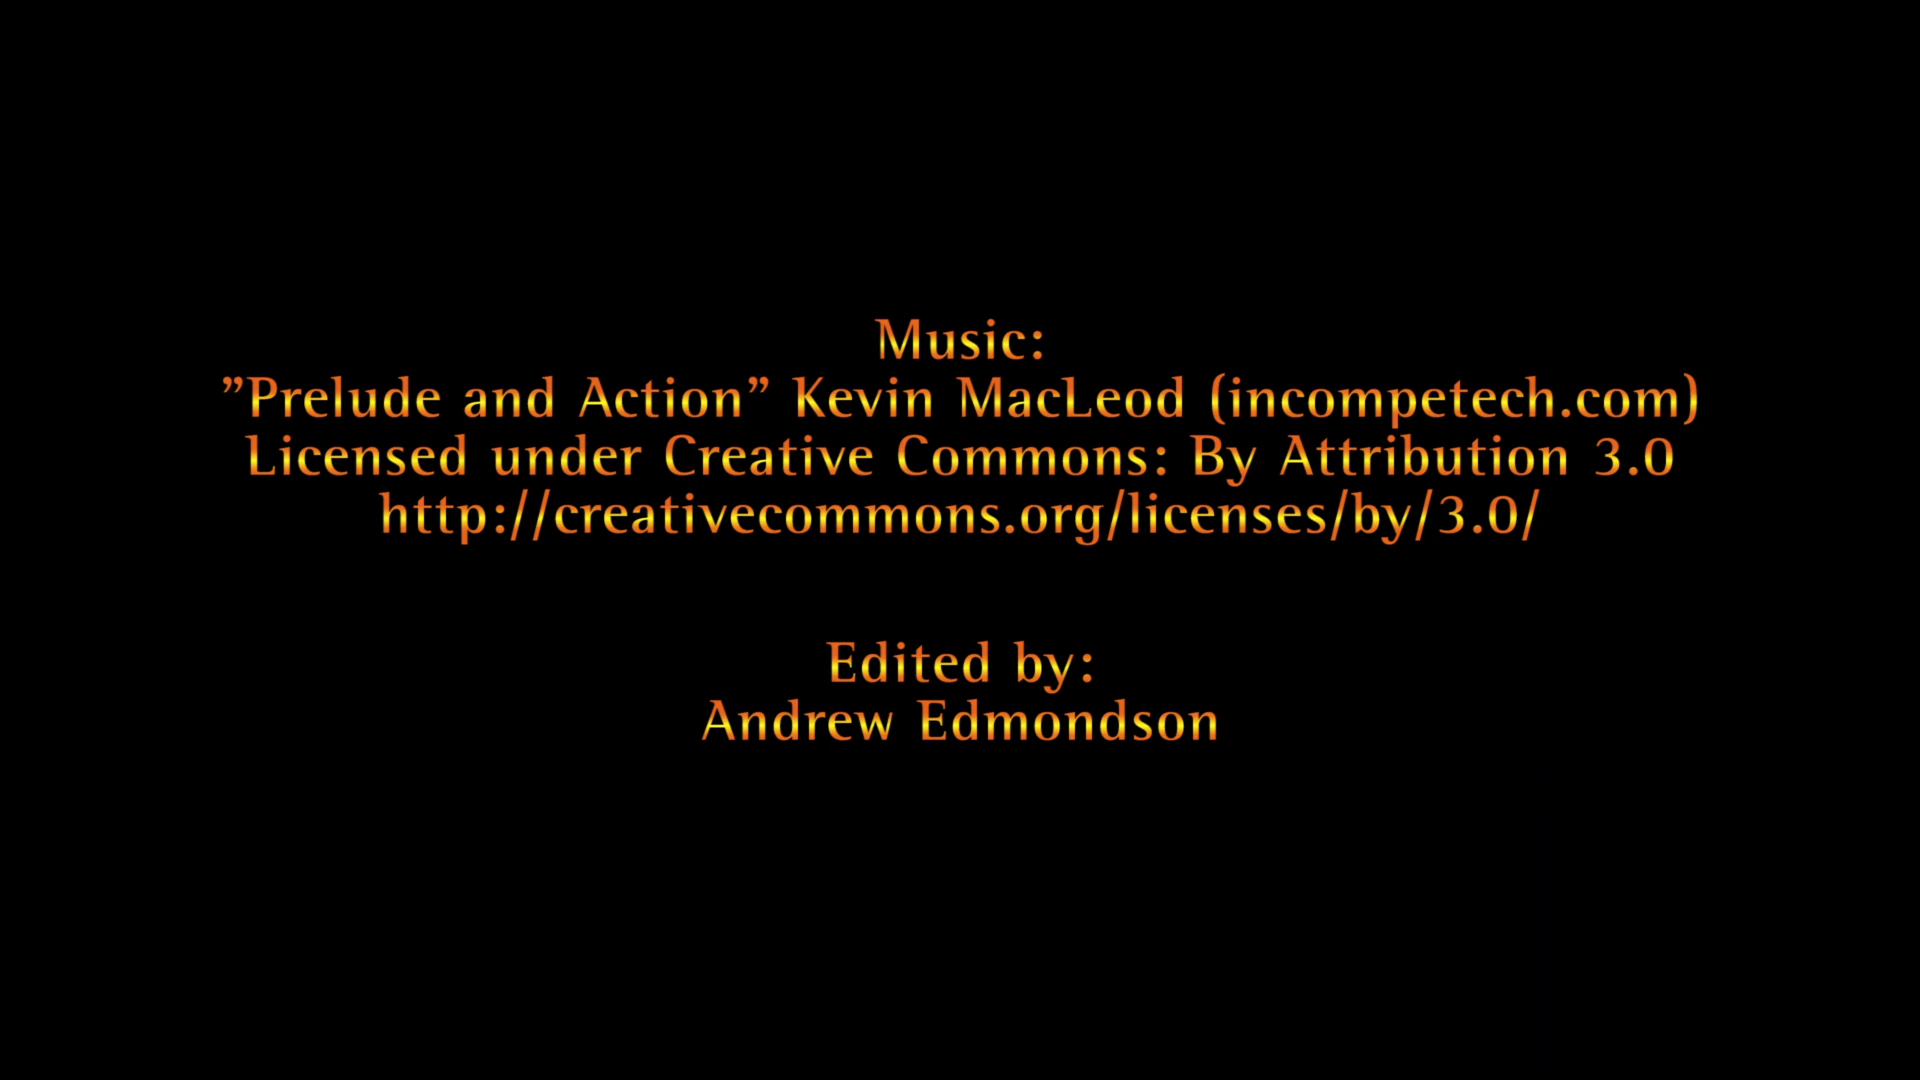 Music:
”Prelude and Action” Kevin MacLeod (incompetech.com)
Licensed under Creative Commons: By Attribution 3.0
http://creativecommons.org/licenses/by/3.0/
Edited by:
Andrew Edmondson